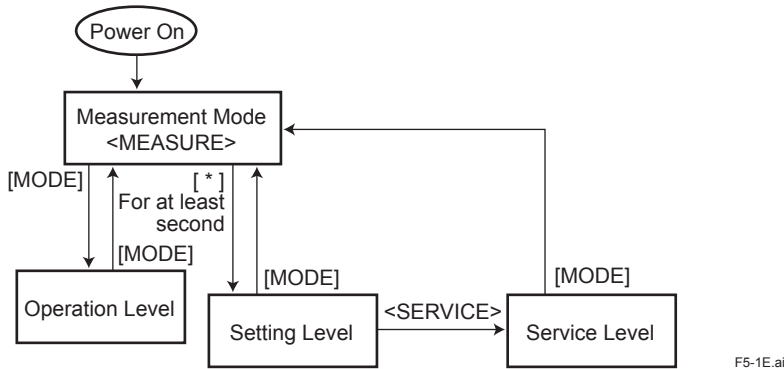 Power On
Measurement Mode
<MEASURE>
[MODE]
[ * ]
For at least
second
[MODE]
Operation Level
[MODE]
Setting Level
<SERVICE>
[MODE]
Service Level
F5-1E.ai